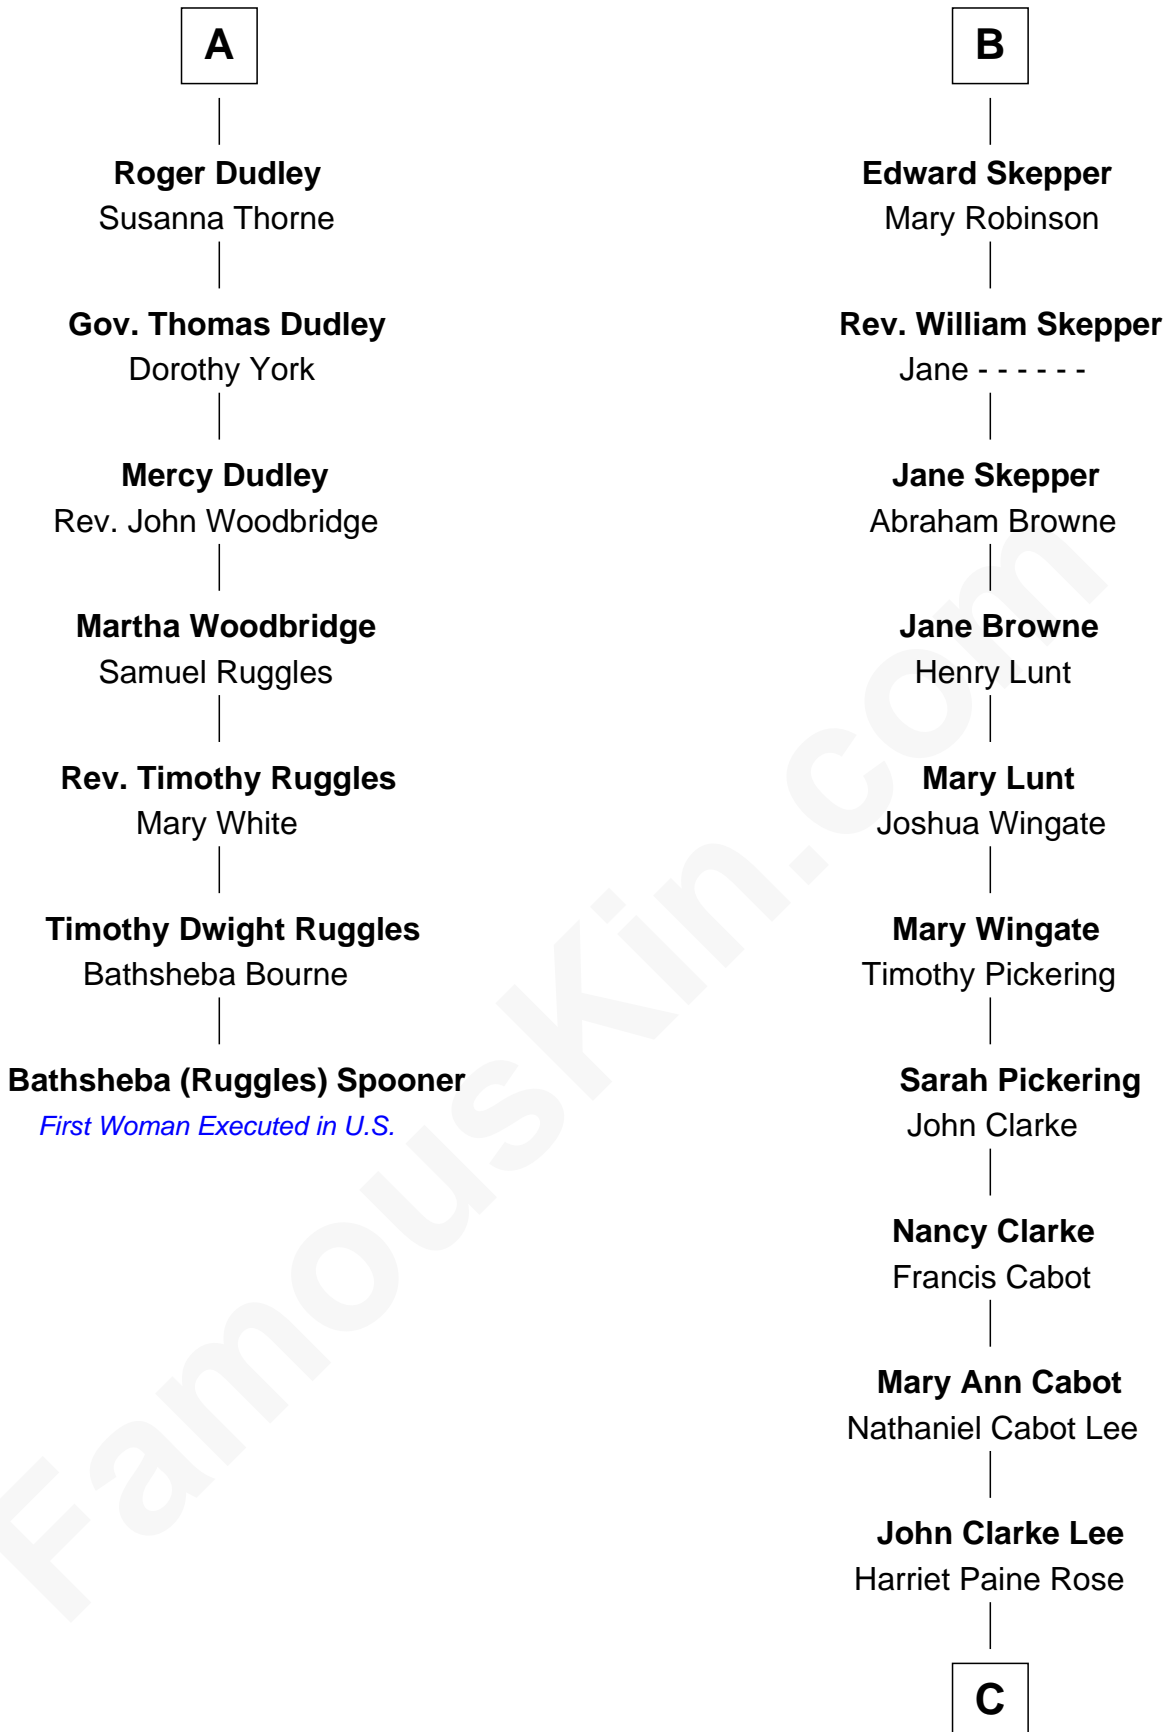 A
Roger Dudley
Susanna Thorne
Gov. Thomas Dudley
Dorothy York
Mercy Dudley
Rev. John Woodbridge
Martha Woodbridge
Samuel Ruggles
Rev. Timothy Ruggles
Mary White
Timothy Dwight Ruggles
Bathsheba Bourne
Bathsheba (Ruggles) Spooner
First Woman Executed in U.S.
B
Edward Skepper
Mary Robinson
Rev. William Skepper
Jane - - - - - -
Jane Skepper
Abraham Browne
Jane Browne
Henry Lunt
Mary Lunt
Joshua Wingate
Mary Wingate
Timothy Pickering
Sarah Pickering
John Clarke
Nancy Clarke
Francis Cabot
Mary Ann Cabot
Nathaniel Cabot Lee
John Clarke Lee
Harriet Paine Rose
C
FamousKin.com